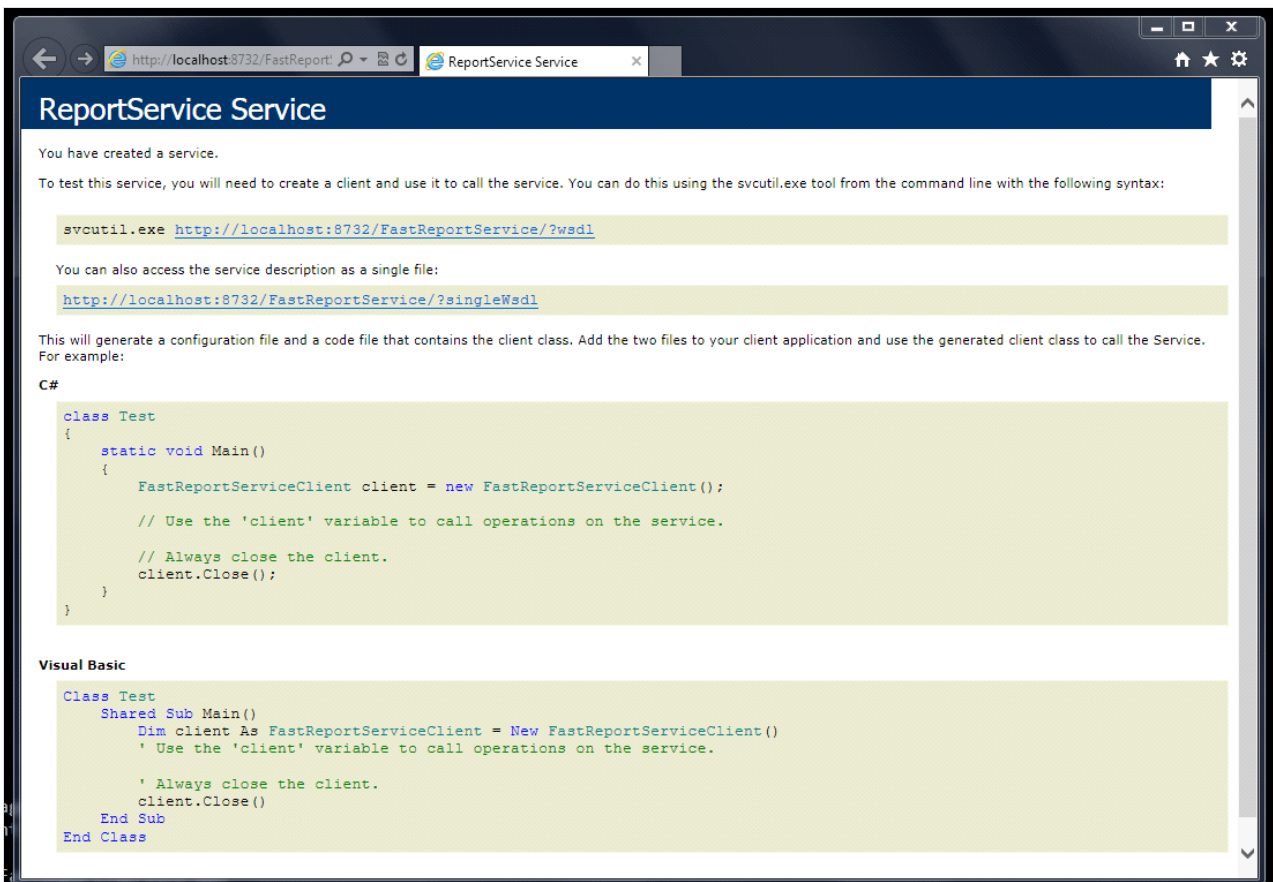 http://localhost:8732/FastReport
ReportService Service
ReportService Service
You have created a service.
To test this service, you will need to create a client and use it to call the service. You can do this using the svcutil.exe tool from the command line with the following syntax:
svcutil.exe http://localhost:8732/FastReportService/?wsdl
You can also access the service description as a single file:
http://localhost:8732/FastReportService/?singleWsdl
This will generate a configuration file and a code file that contains the client class. Add the two files to your client application and use the generated client class to call the Service.
For example:
C#
class Test
{
    static void Main()
    {
        FastReportServiceClient client = new FastReportServiceClient();
        // Use the 'client' variable to call operations on the service.
        // Always close the client.
        client.Close();
    }
}
Visual Basic
Class Test
    Shared Sub Main()
        Dim client As FastReportServiceClient = New FastReportServiceClient()
        ' Use the 'client' variable to call operations on the service.
        ' Always close the client.
        client.Close()
    End Sub
End Class